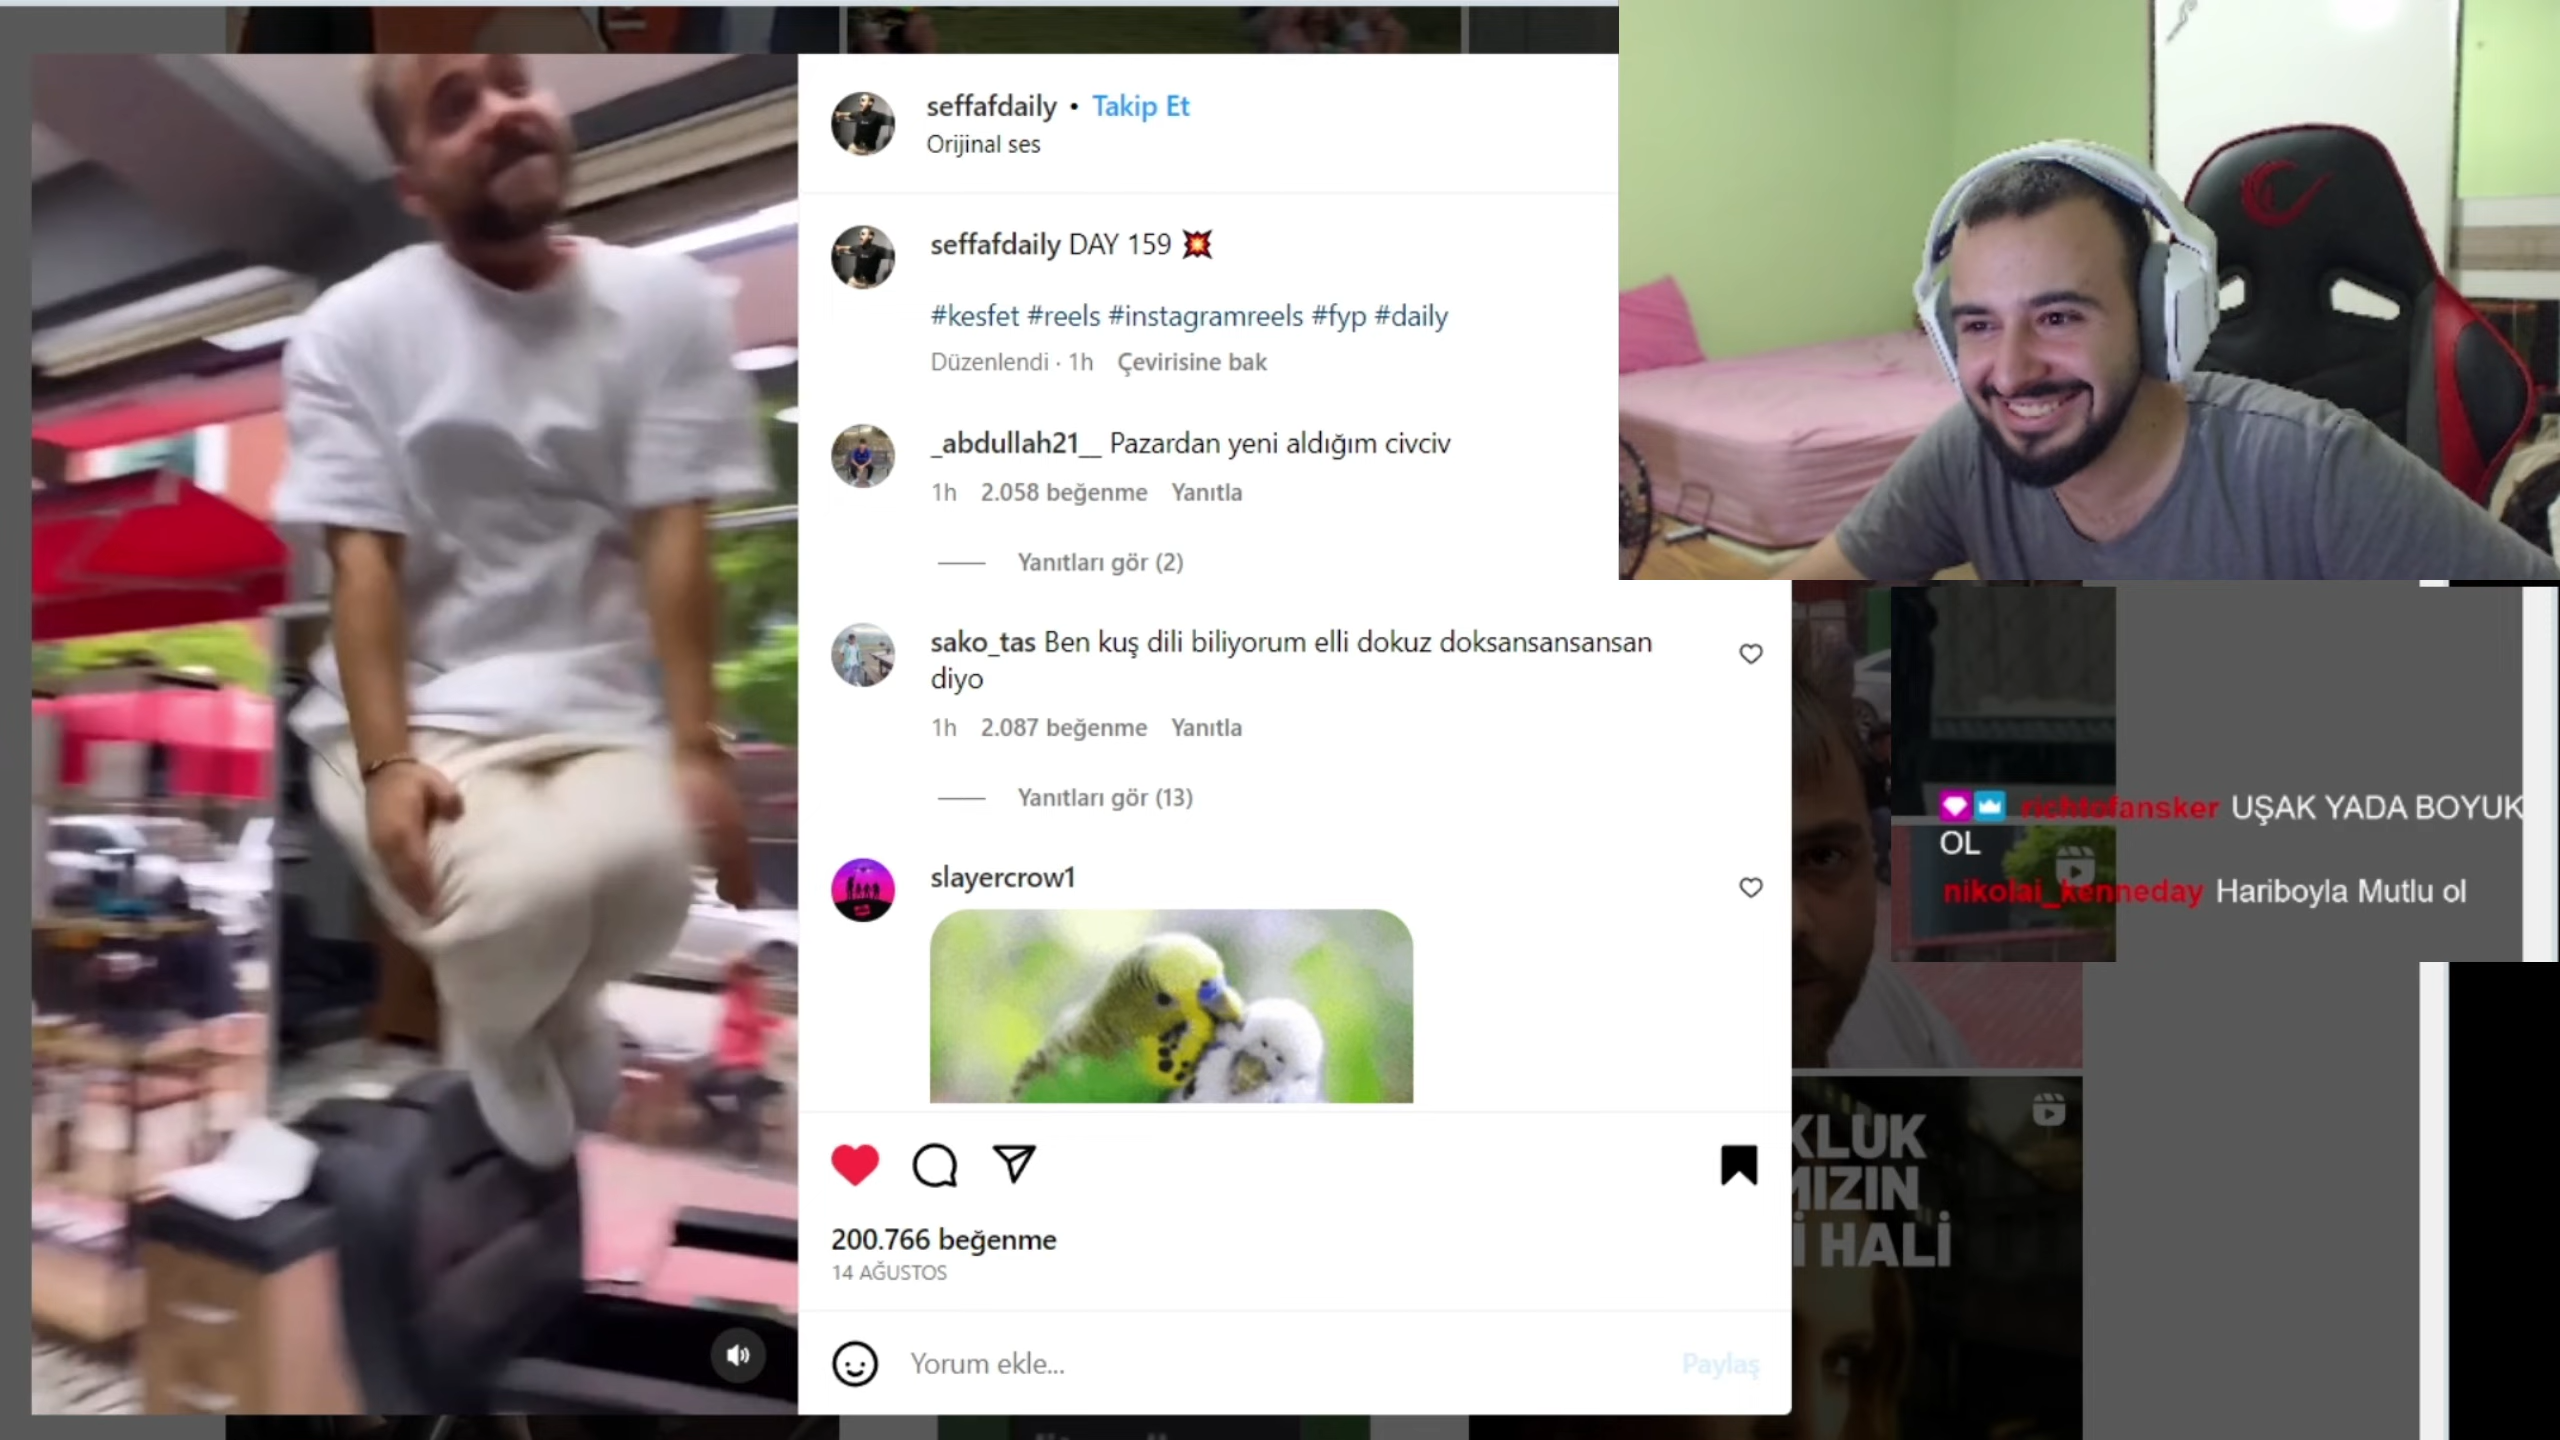 seffafdaily • Takip Et
Orijinal ses
seffafdaily DAY 159 💥
#kesfet #reels #instagramreels #fyp #daily
Düzenlendi · 1h Çevirisine bak
_abdullah21__ Pazardan yeni aldığım civciv
1h 2.058 beğenme Yanıtla
Yanıtları gör (2)
sako_tas Ben kuş dili biliyorum elli dokuz doksansansansan
diyo
1h 2.087 beğenme Yanıtla
Yanıtları gör (13)
slayercrow1
200.766 beğenme
14 AĞUSTOS
Yorum ekle...
Paylaş
richtofansker UŞAK YADA BOYUK
OL
nikolai_kenneday Hariboyla Mutlu ol
KLUK
MIZIN
İ HALİ